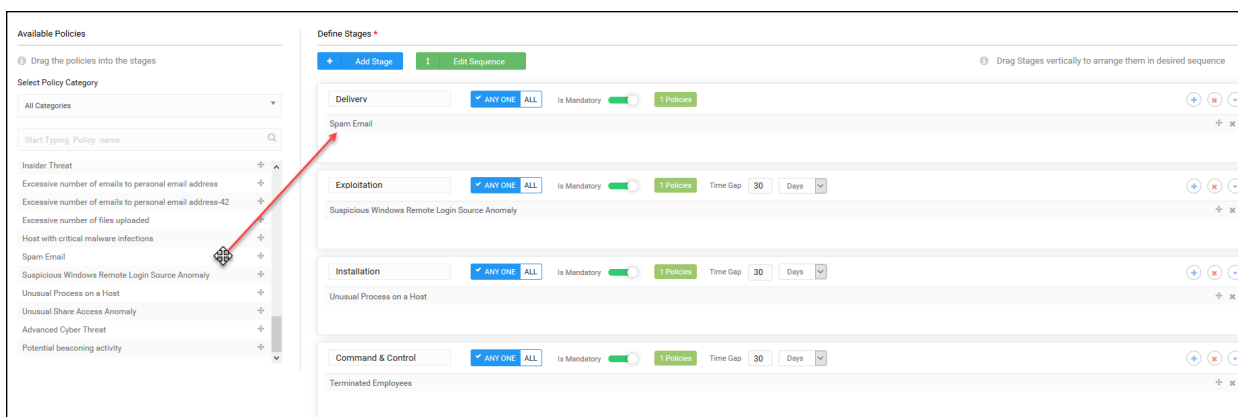 Available Policies
Drag the policies into the stages
Select Policy Category
All Categories
Start Typing Policy name
Insider Threat
Excessive number of emails to personal email address
Excessive number of emails to personal email address-42
Excessive number of files uploaded
Host with critical malware infections
Spam Email
Suspicious Windows Remote Login Source Anomaly
Unusual Process on a Host
Unusual Share Access Anomaly
Advanced Cyber Threat
Potential beaconing activity
Define Stages *
+ Add Stage Edit Sequence Drag Stages vertically to arrange them in desired sequence
Delivery ANY ONE ALL Is Mandatory 1 Policies
Spam Email
Exploitation ANY ONE ALL Is Mandatory 1 Policies Time Gap 30 Days
Suspicious Windows Remote Login Source Anomaly
Installation ANY ONE ALL Is Mandatory 1 Policies Time Gap 30 Days
Unusual Process on a Host
Command & Control ANY ONE ALL Is Mandatory 1 Policies Time Gap 30 Days
Terminated Employees